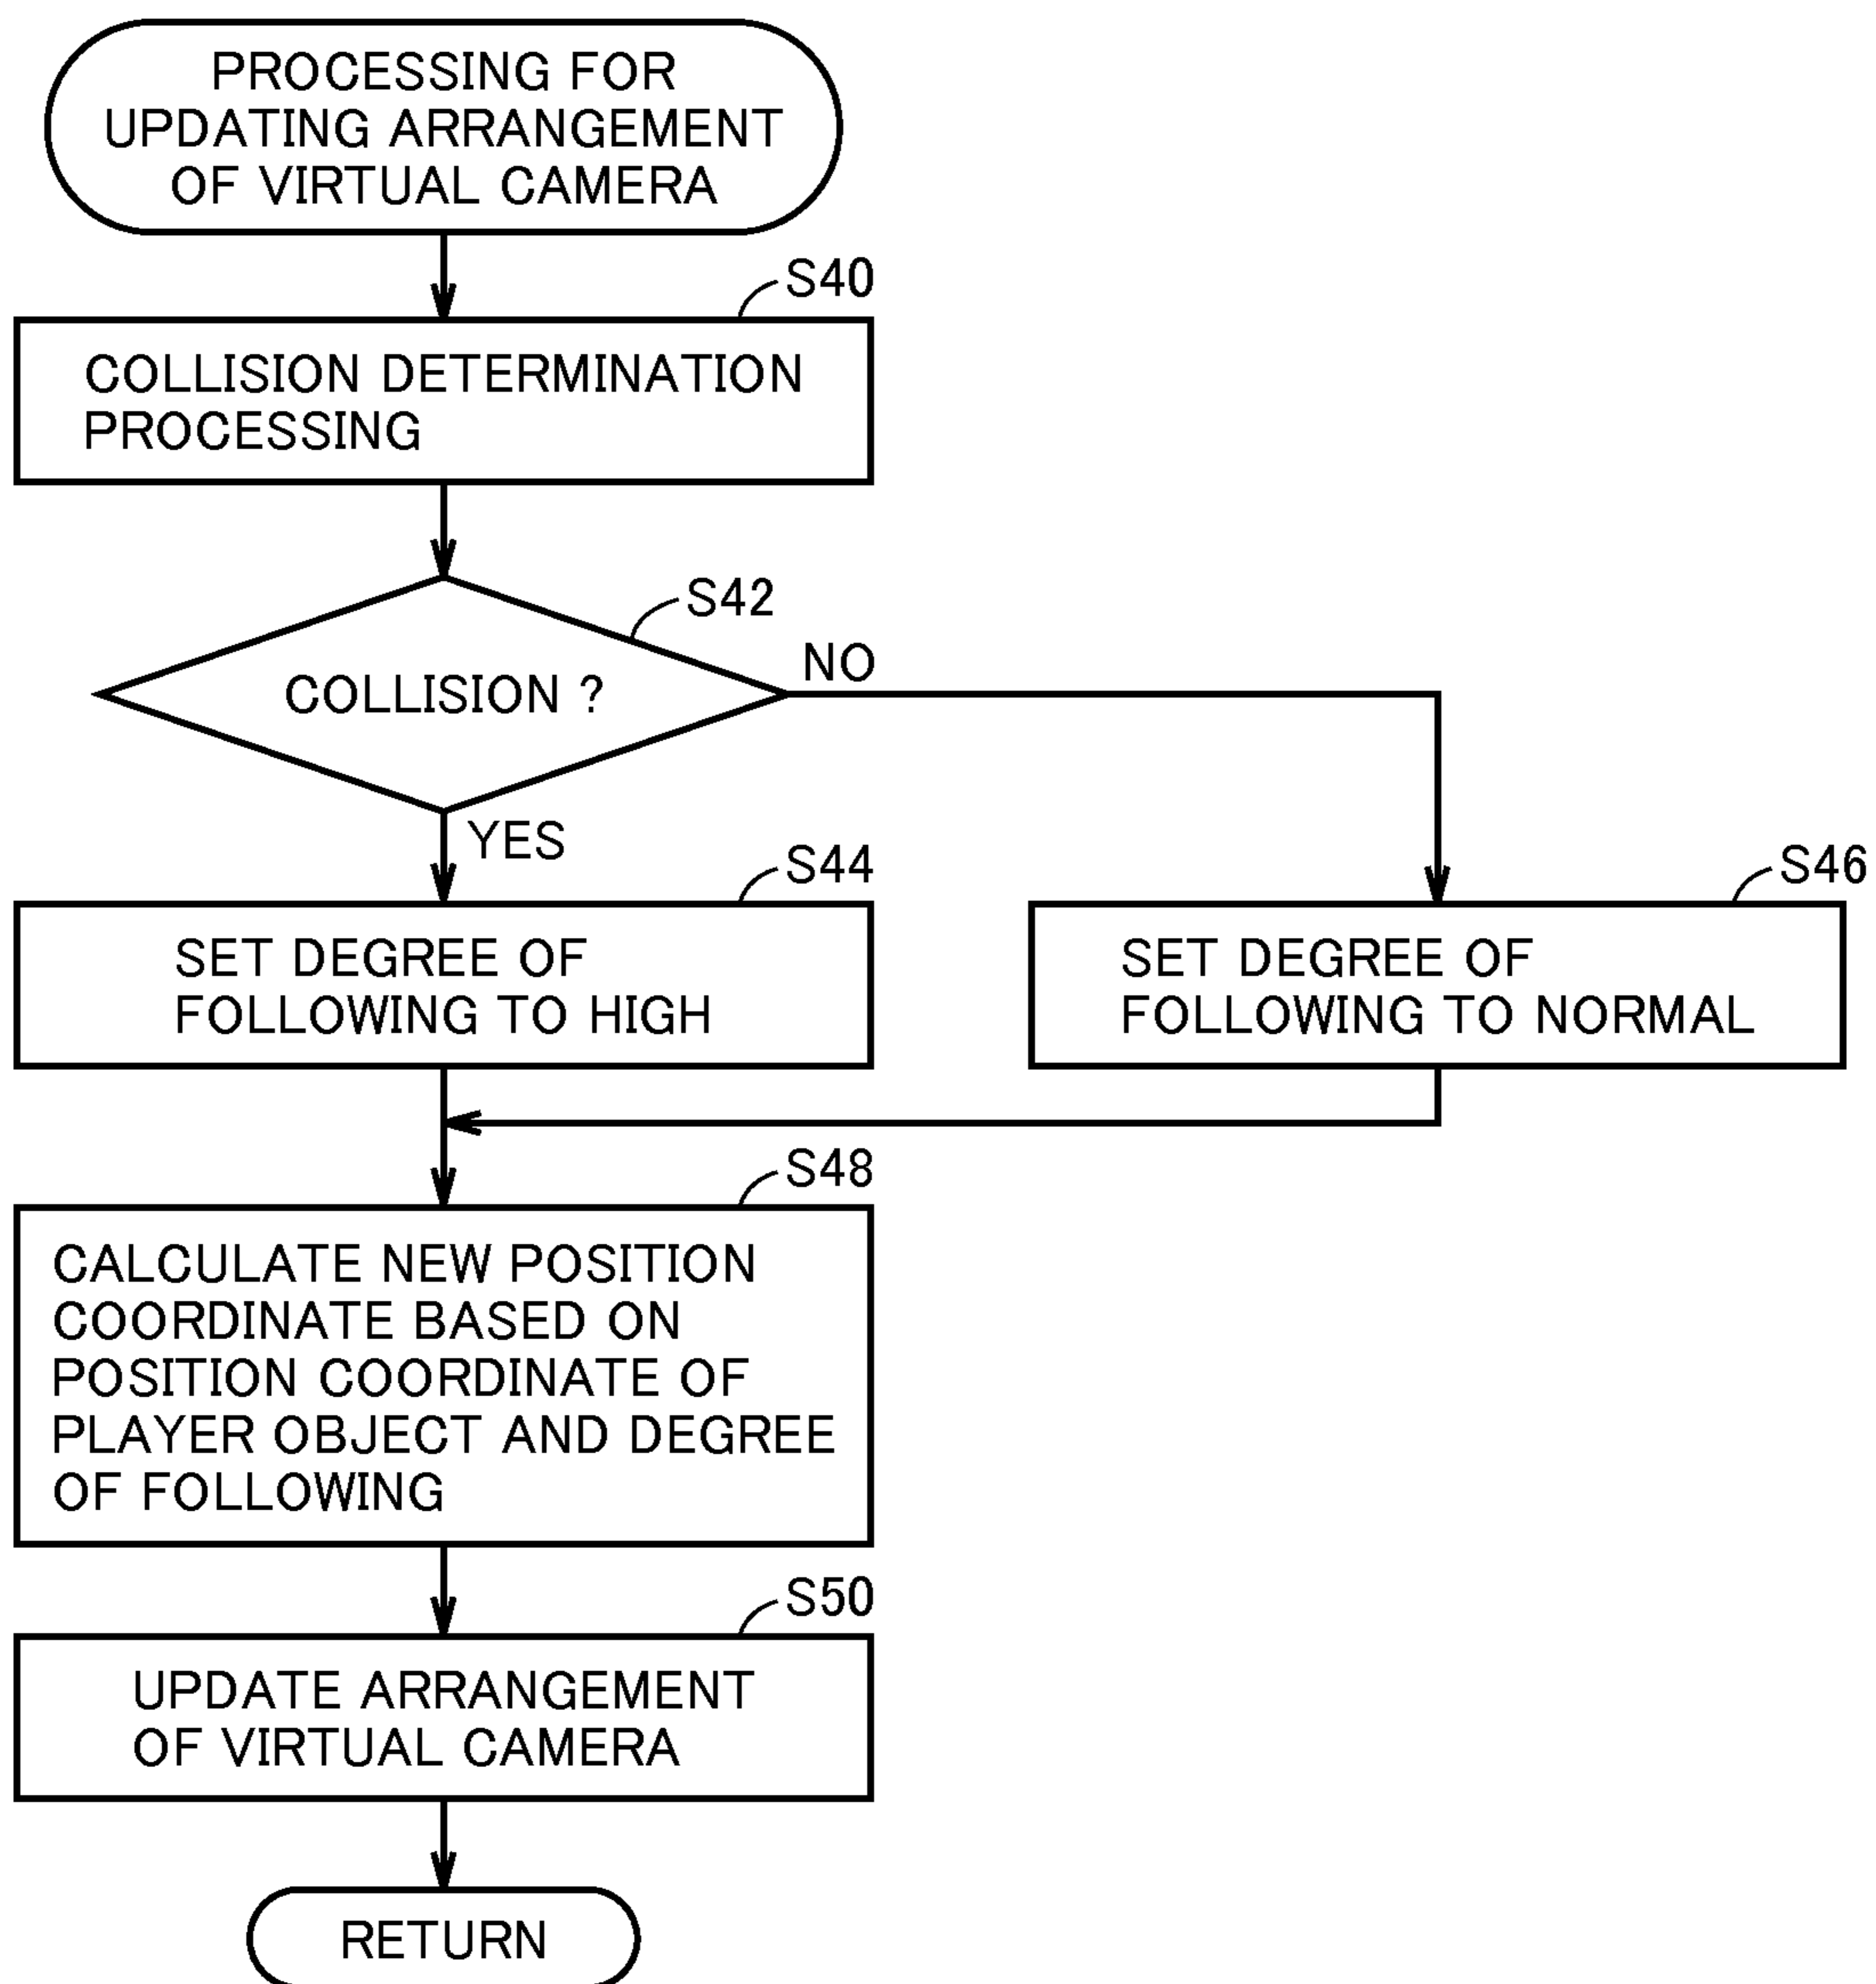 PROCESSING FOR
UPDATING ARRANGEMENT
OF VIRTUAL CAMERA
S40
COLLISION DETERMINATION
PROCESSING
S42
COLLISION ?
NO
YES
S44
SET DEGREE OF
FOLLOWING TO HIGH
S46
SET DEGREE OF
FOLLOWING TO NORMAL
S48
CALCULATE NEW POSITION
COORDINATE BASED ON
POSITION COORDINATE OF
PLAYER OBJECT AND DEGREE
OF FOLLOWING
S50
UPDATE ARRANGEMENT
OF VIRTUAL CAMERA
RETURN